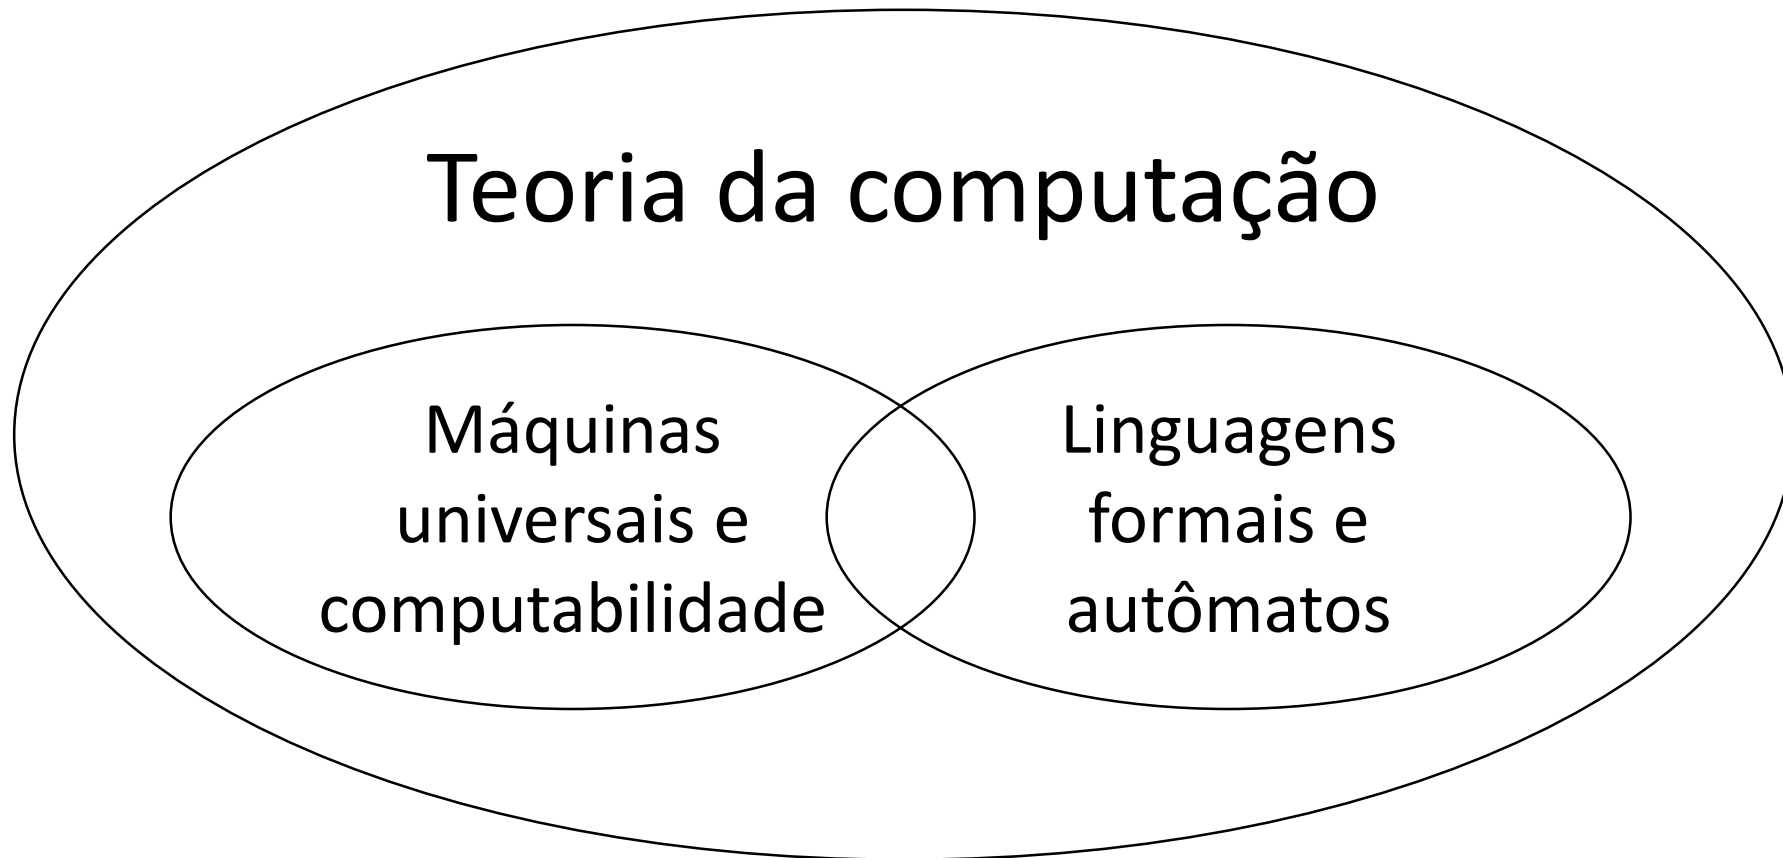 Teoria da computação
Máquinas
universais e
computabilidade
Linguagens
formais e
autômatos